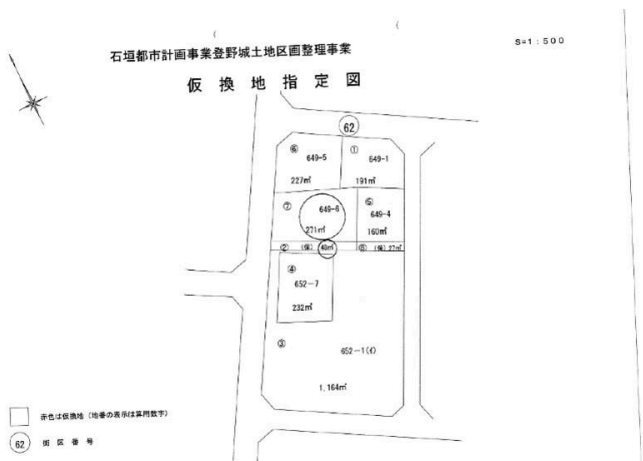 S=1:500
石垣都市計画事業登野城土地区画整理事業
仮換地指定図
62
⑥ ①
649-5 649-1
227㎡ 191㎡
⑦ ⑤
649-6 649-4
271㎡ 160㎡
② (保) 40㎡ (保) 27㎡
④
652-7
232㎡
③
652-1(イ)
1,164㎡
赤色は仮換地(地番の表示は算用数字)
62 街区番号